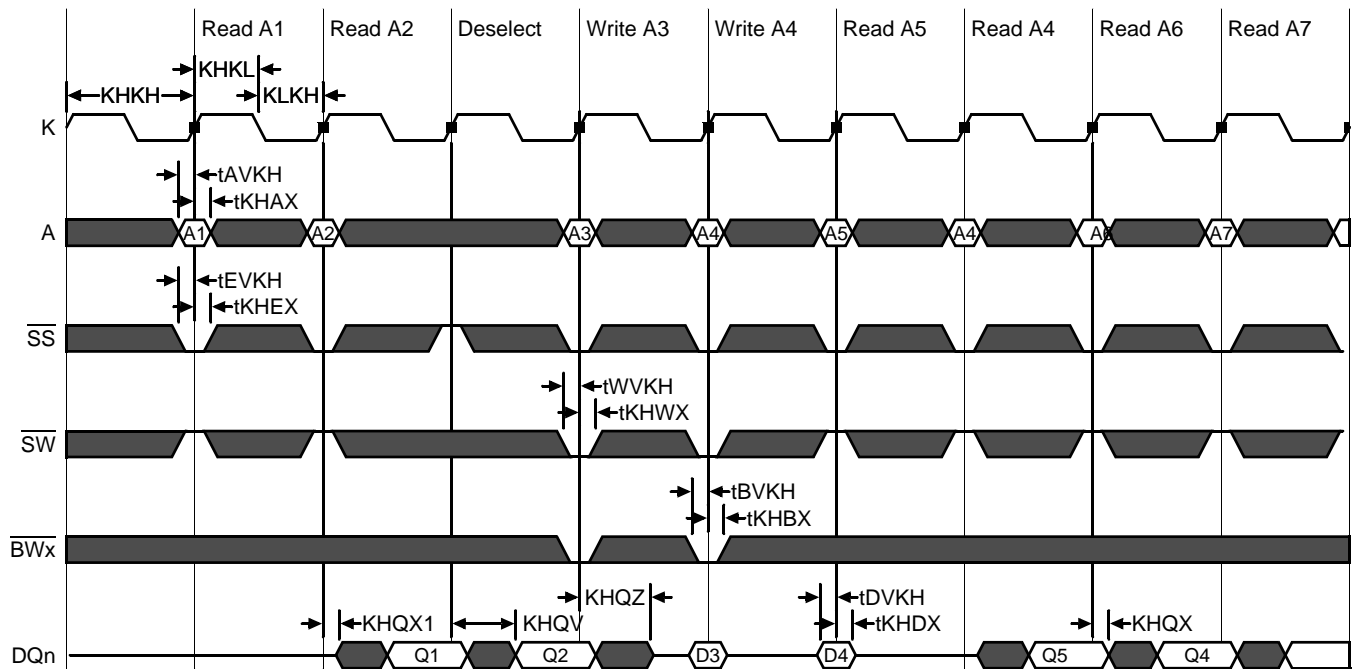 Read A1 Read A2 Deselect Write A3 Write A4 Read A5 Read A4 Read A6 Read A7
KHKL
KHKH KLKH
K
tAVKH
tKHAX
A A1 A2 A3 A4 A5 A4 A6 A7
tEVKH
tKHEX
SS
tWVKH
tKHWX
SW
tBVKH
tKHBX
BWx
KHQZ tDVKH
KHQX1 KHQV tKHDX KHQX
DQn Q1 Q2 D3 D4 Q5 Q4